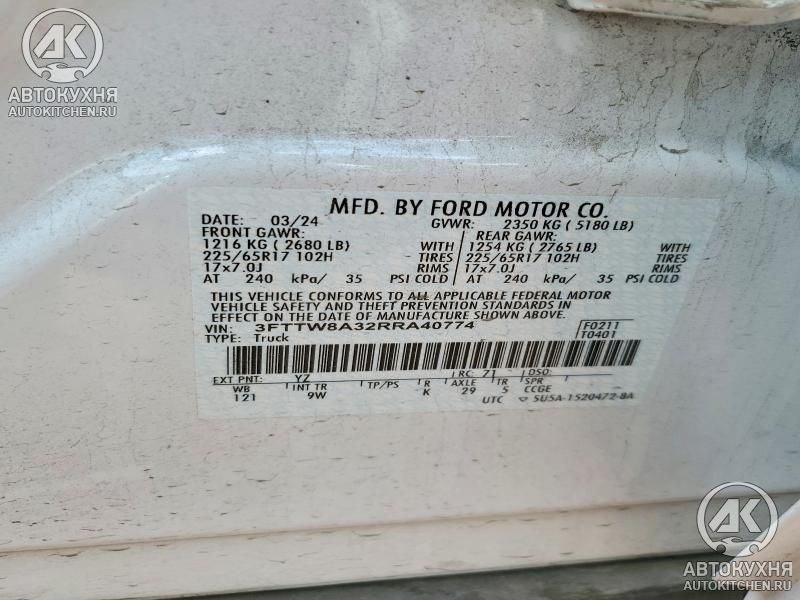 AK
АВТОКУХНЯ
AUTOKITCHEN.RU
MFD. BY FORD MOTOR CO.
DATE: 03/24 GVWR: 2350 KG ( 5180 LB)
FRONT GAWR: REAR GAWR:
1216 KG ( 2680 LB) WITH 1254 KG ( 2765 LB) WITH
225/65R17 102H TIRES 225/65R17 102H TIRES
17x7.0J RIMS 17x7.0J RIMS
AT 240 kPa/ 35 PSI COLD AT 240 kPa/ 35 PSI COLD
THIS VEHICLE CONFORMS TO ALL APPLICABLE FEDERAL MOTOR
VEHICLE SAFETY AND THEFT PREVENTION STANDARDS IN
EFFECT ON THE DATE OF MANUFACTURE SHOWN ABOVE.
VIN: 3FTTW8A32RRA40774 F0211
TYPE: Truck T0401
EXT PNT: YZ RC: 71 DSO:
WB INT TR TP/PS R AXLE TR SPR
121 9W K 29 5 CCGE
UTC 5U5A-1520472-BA
AK
АВТОКУХНЯ
AUTOKITCHEN.RU